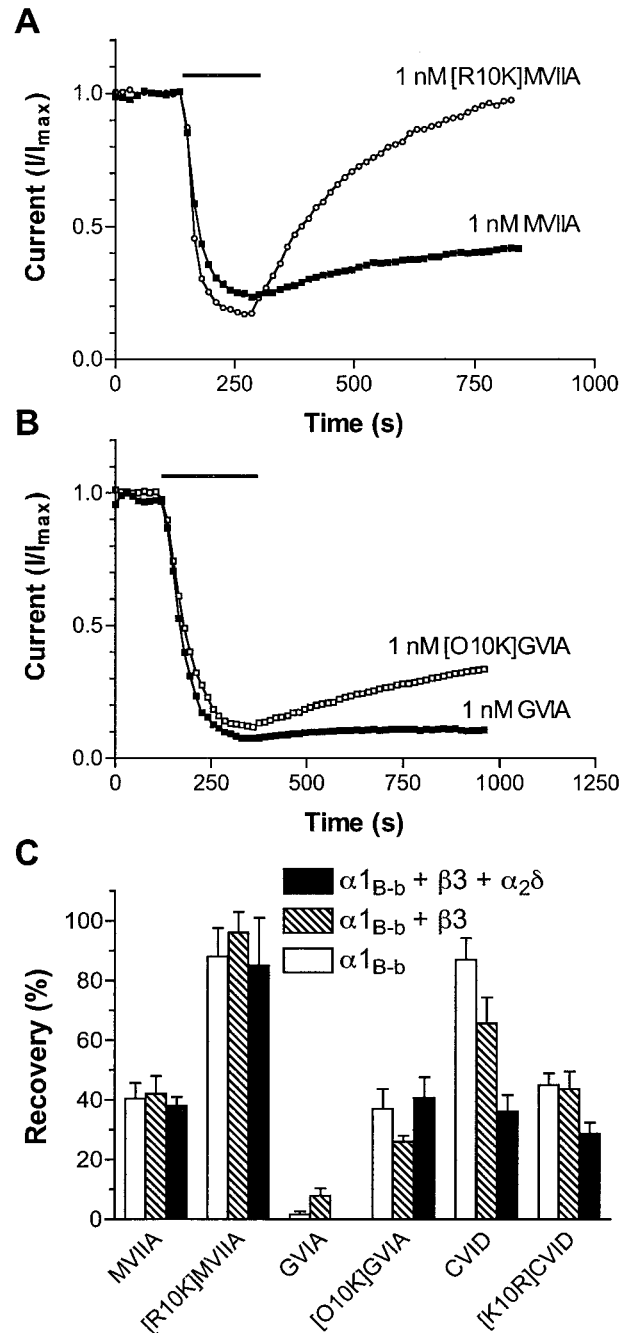 A
Current (I/Imax)
1.0
0.5
0.0
1 nM [R10K]MVIIA
1 nM MVIIA
0 250 500 750 1000
Time (s)
B
Current (I/Imax)
1.0
0.5
0.0
1 nM [O10K]GVIA
1 nM GVIA
0 250 500 750 1000 1250
Time (s)
C
α1B-b + β3 + α2δ
α1B-b + β3
α1B-b
Recovery (%)
100
80
60
40
20
0
MVIIA
[R10K]MVIIA
GVIA
[O10K]GVIA
CVID
[K10R]CVID